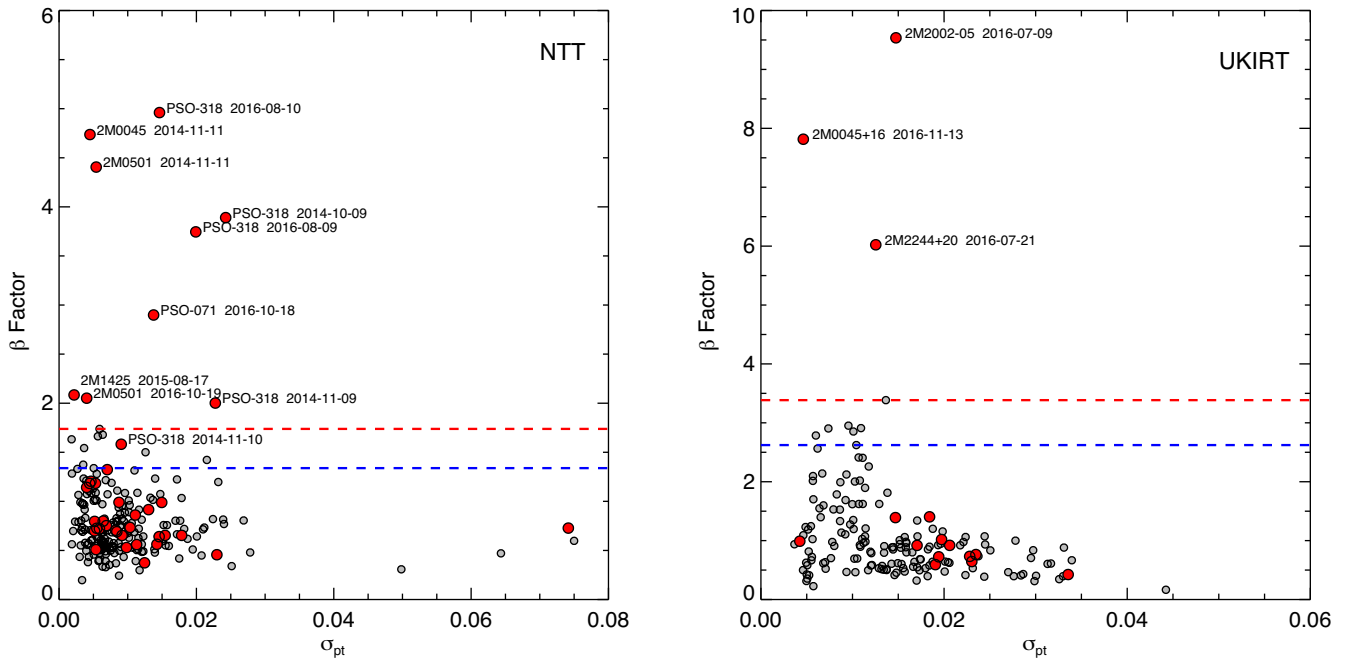 NTT
6
4
2
0
β Factor
0.00
0.02
0.04
0.06
0.08
σpt
PSO-318 2016-08-10
2M0045 2014-11-11
2M0501 2014-11-11
PSO-318 2014-10-09
PSO-318 2016-08-09
PSO-071 2016-10-18
2M1425 2015-08-17
2M0501 2016-10-19
PSO-318 2014-11-09
PSO-318 2014-11-10
UKIRT
10
8
6
4
2
0
β Factor
0.00
0.02
0.04
0.06
σpt
2M2002-05 2016-07-09
2M0045+16 2016-11-13
2M2244+20 2016-07-21